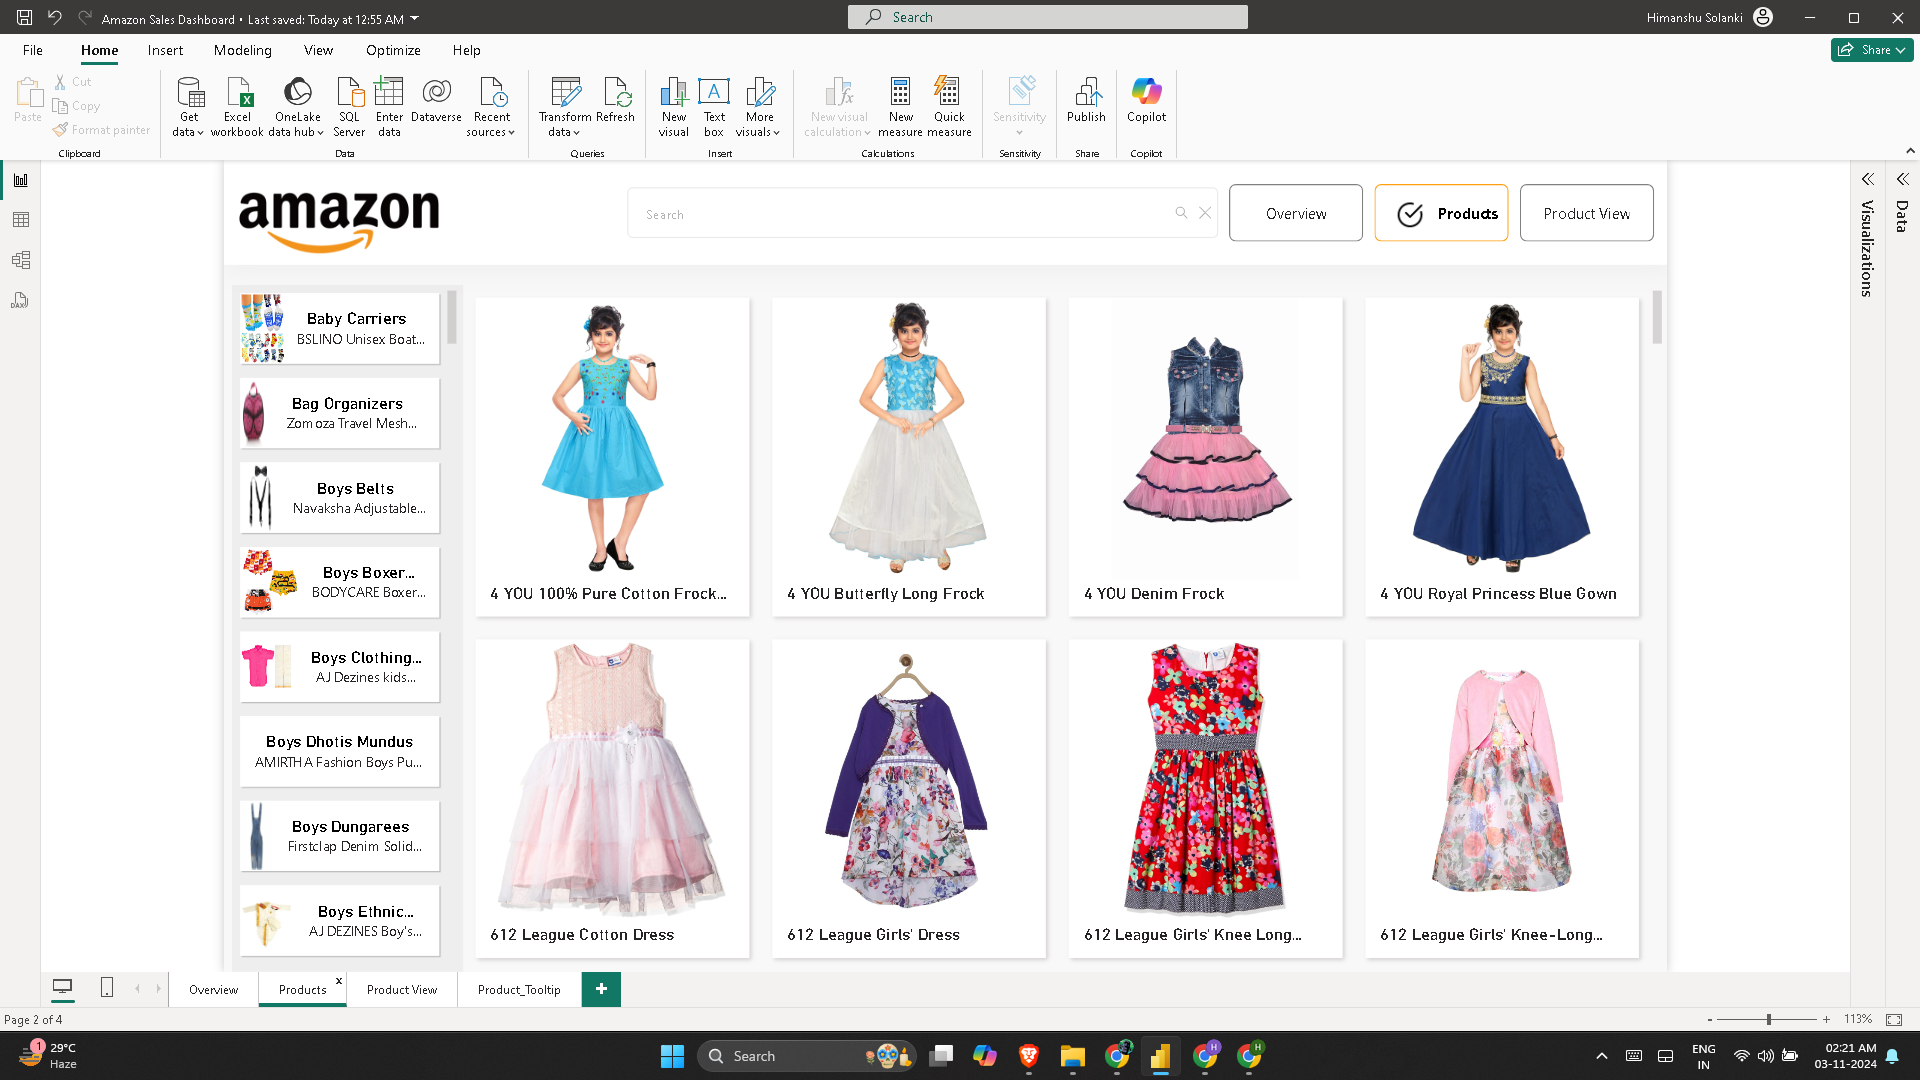 Amazon Sales Dashboard • Last saved: Today at 12:55 AM
Search
Himanshu Solanki
File
Home
Insert
Modeling
View
Optimize
Help
Share
Paste
Cut
Copy
Format painter
Clipboard
Get
data
Excel
workbook
OneLake
data hub
SQL
Server
Enter
data
Dataverse
Recent
sources
Data
Transform
data
Refresh
Queries
New
visual
A
Text
box
More
visuals
Insert
New visual
calculation
New
measure
Quick
measure
Calculations
Sensitivity
Sensitivity
Publish
Share
Copilot
Copilot
DAX
amazon
Search
Overview
Products
Product View
Visualizations
Data
Baby Carriers
BSLINO Unisex Boat...
Bag Organizers
Zomoza Travel Mesh...
Boys Belts
Navaksha Adjustable...
Boys Boxer...
BODYCARE Boxer...
Boys Clothing...
AJ Dezines kids...
Boys Dhotis Mundus
AMIRTHA Fashion Boys Pu...
Boys Dungarees
Firstclap Denim Solid...
Boys Ethnic...
AJ DEZINES Boy's...
4 YOU 100% Pure Cotton Frock...
4 YOU Butterfly Long Frock
4 YOU Denim Frock
4 YOU Royal Princess Blue Gown
612 League Cotton Dress
612 League Girls' Dress
612 League Girls' Knee Long...
612 League Girls' Knee-Long...
Overview
Products
x
Product View
Product_Tooltip
+
Page 2 of 4
- + 113%
1
29°C
Haze
Search
H
H
ENG
IN
02:21 AM
03-11-2024